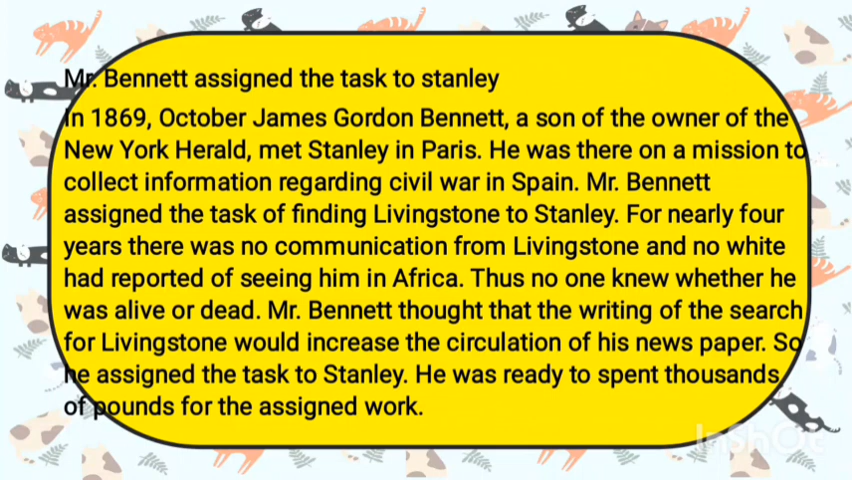 Mr. Bennett assigned the task to stanley
In 1869, October James Gordon Bennett, a son of the owner of the
New York Herald, met Stanley in Paris. He was there on a mission to
collect information regarding civil war in Spain. Mr. Bennett
assigned the task of finding Livingstone to Stanley. For nearly four
years there was no communication from Livingstone and no white
had reported of seeing him in Africa. Thus no one knew whether he
was alive or dead. Mr. Bennett thought that the writing of the search
for Livingstone would increase the circulation of his news paper. So
he assigned the task to Stanley. He was ready to spent thousands
of pounds for the assigned work.
InShOt